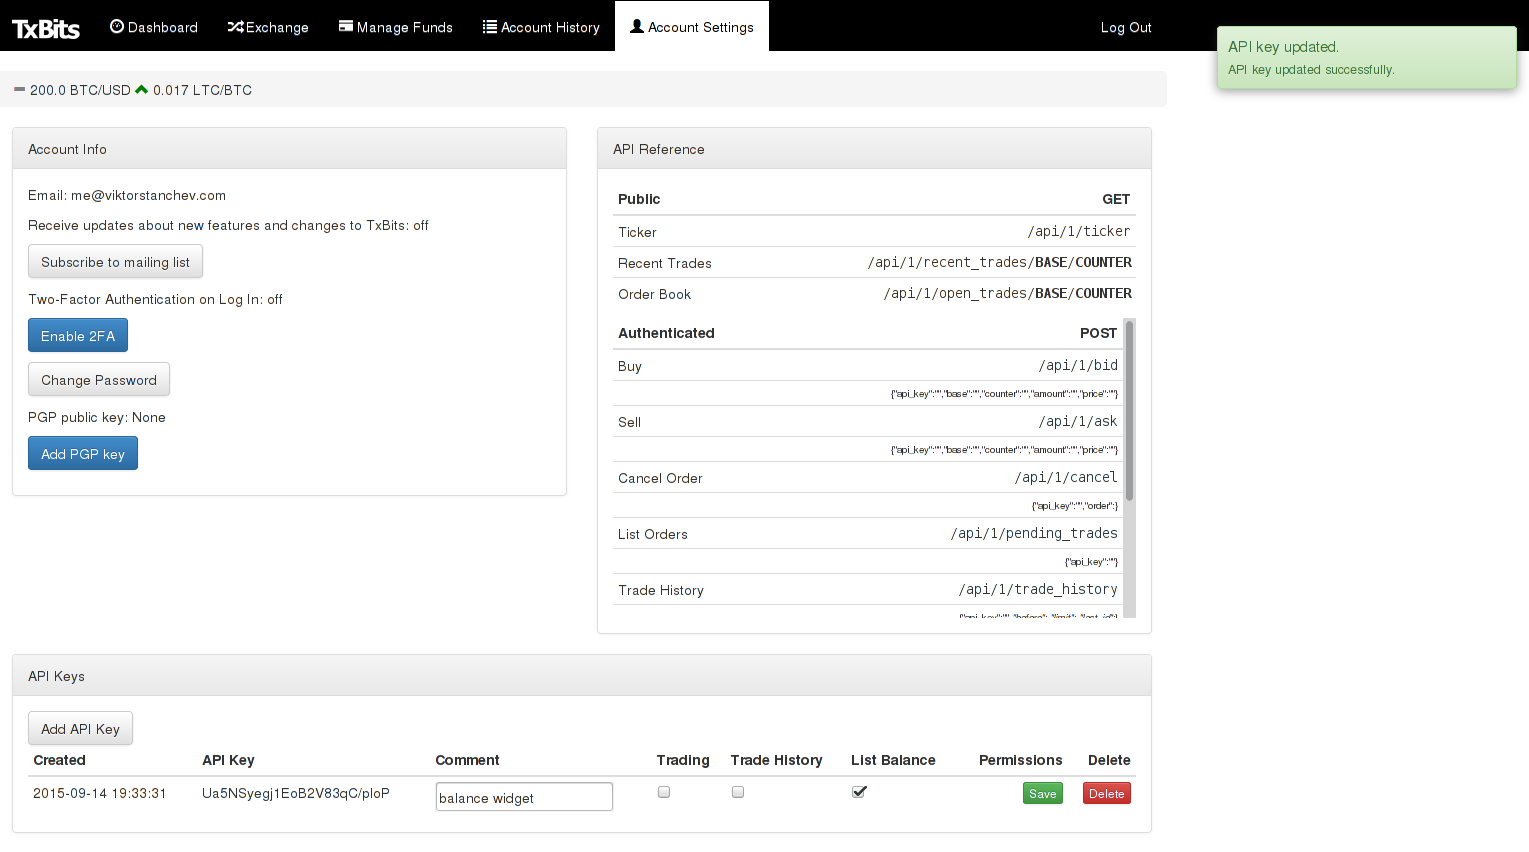 TxBits
Dashboard
Exchange
Manage Funds
Account History
Account Settings
Log Out
API key updated.
API key updated successfully.
200.0 BTC/USD 0.017 LTC/BTC
Account Info
Email: me@viktorstanchev.com
Receive updates about new features and changes to TxBits: off
Subscribe to mailing list
Two-Factor Authentication on Log In: off
Enable 2FA
Change Password
PGP public key: None
Add PGP key
API Reference
Public GET
Ticker /api/1/ticker
Recent Trades /api/1/recent_trades/BASE/COUNTER
Order Book /api/1/open_trades/BASE/COUNTER
Authenticated POST
Buy /api/1/bid
{"api_key":"","base":"","counter":"","amount":"","price":""}
Sell /api/1/ask
{"api_key":"","base":"","counter":"","amount":"","price":""}
Cancel Order /api/1/cancel
{"api_key":"","order":}
List Orders /api/1/pending_trades
{"api_key":""}
Trade History /api/1/trade_history
{"api_key":"","before":,"limit":,"last_id":}
API Keys
Add API Key
Created API Key Comment Trading Trade History List Balance Permissions Delete
2015-09-14 19:33:31 Ua5NSyegj1EoB2V83qC/ploP balance widget Save Delete